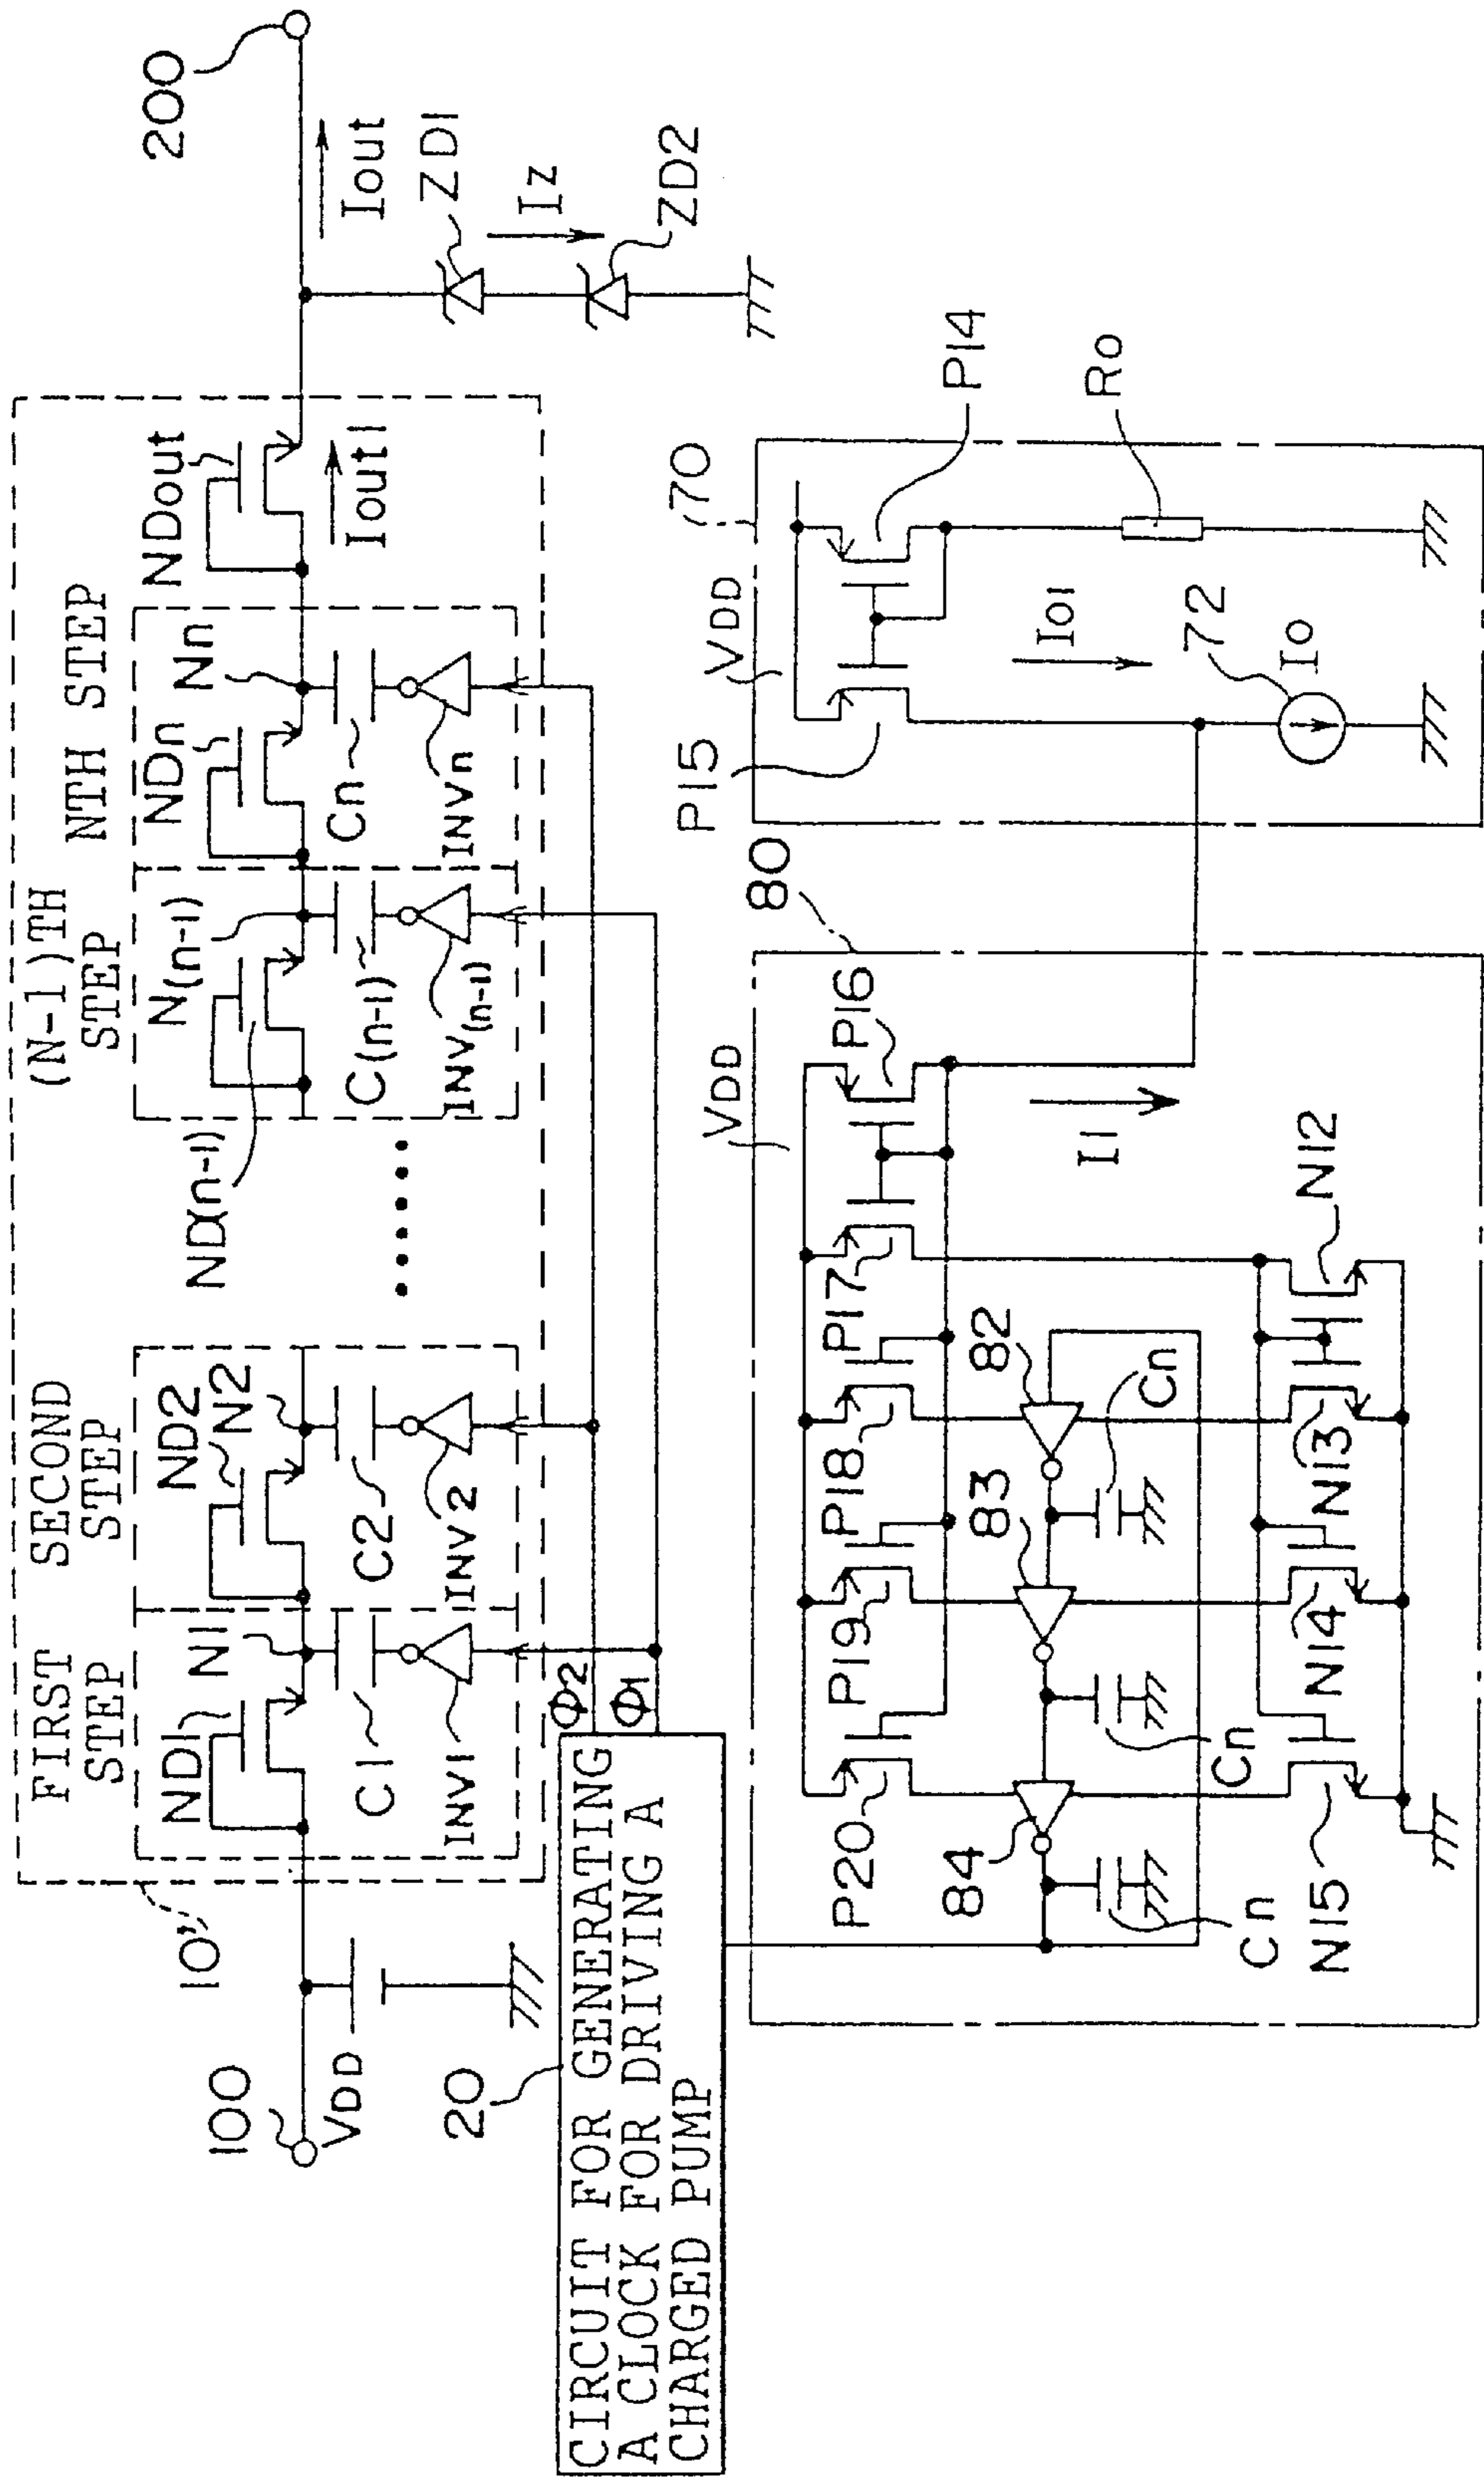 FIRST
STEP
SECOND
STEP
(N-1)TH
STEP
NTH STEP
10'
ND1
N1
ND2
N2
ND(n-1)
N(n-1)
NDn
Nn
NDout
200
100
VDD
C1
C2
C(n-1)
Cn
Iout1
Iout
INV1
INV2
INV(n-1)
INVn
ZD1
Iz
ZD2
Φ2
Φ1
20
CIRCUIT FOR GENERATING
A CLOCK FOR DRIVING A
CHARGED PUMP
80
70
VDD
VDD
P20
P19
P18
P17
P16
P15
P14
84
83
82
Cn
Cn
Cn
I1
I01
Ro
72
Io
N15
N14
N13
N12